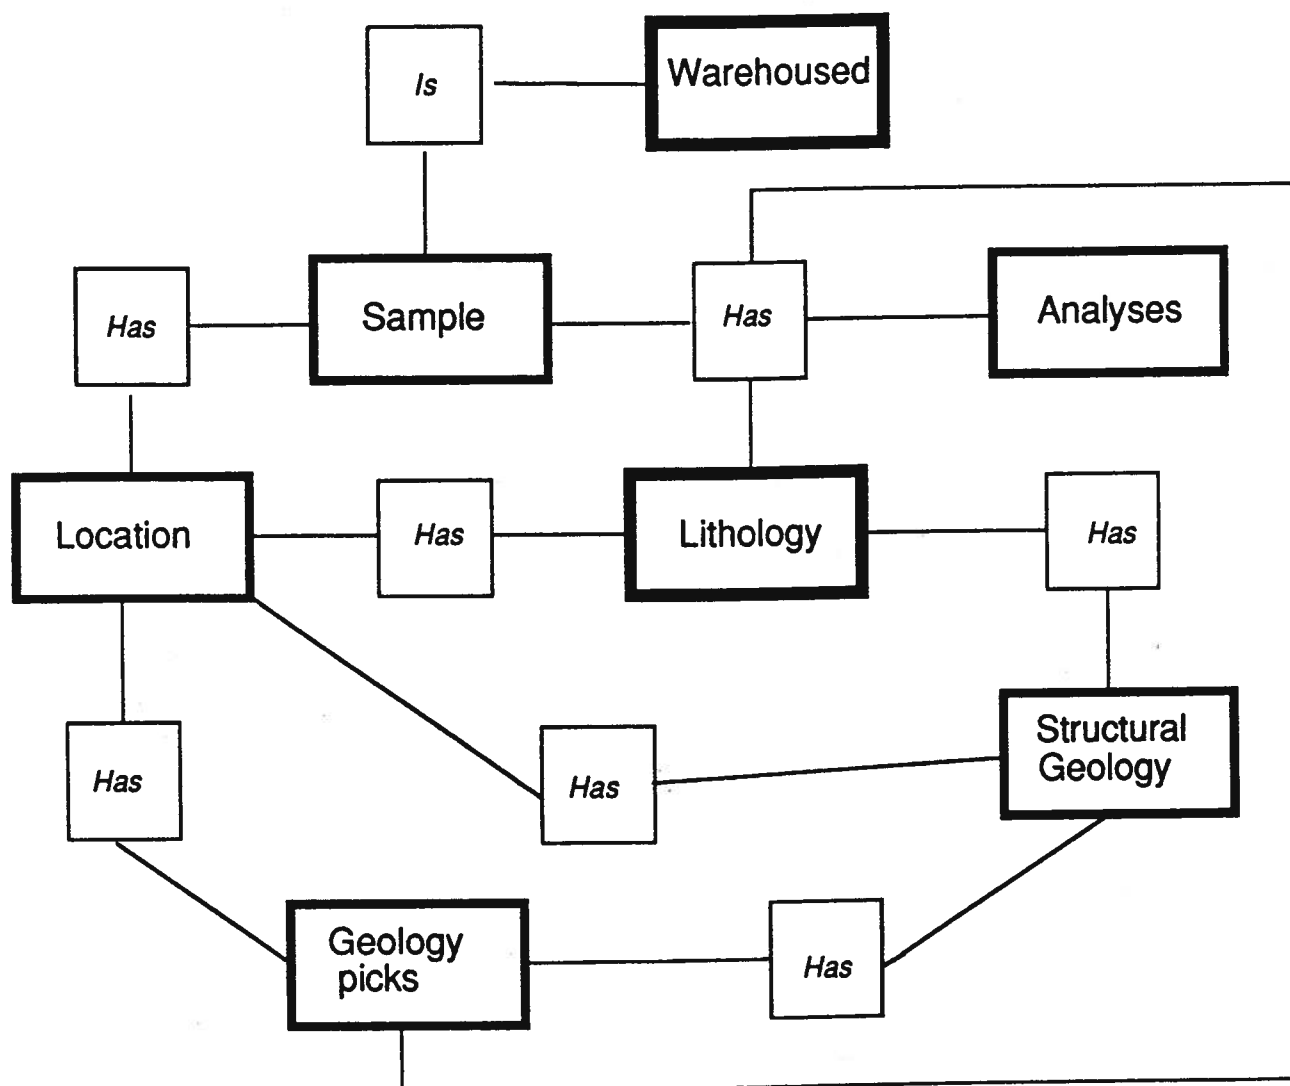 Is
Warehoused
Has
Sample
Has
Analyses
Location
Has
Lithology
Has
Has
Has
Structural
Geology
Geology
picks
Has